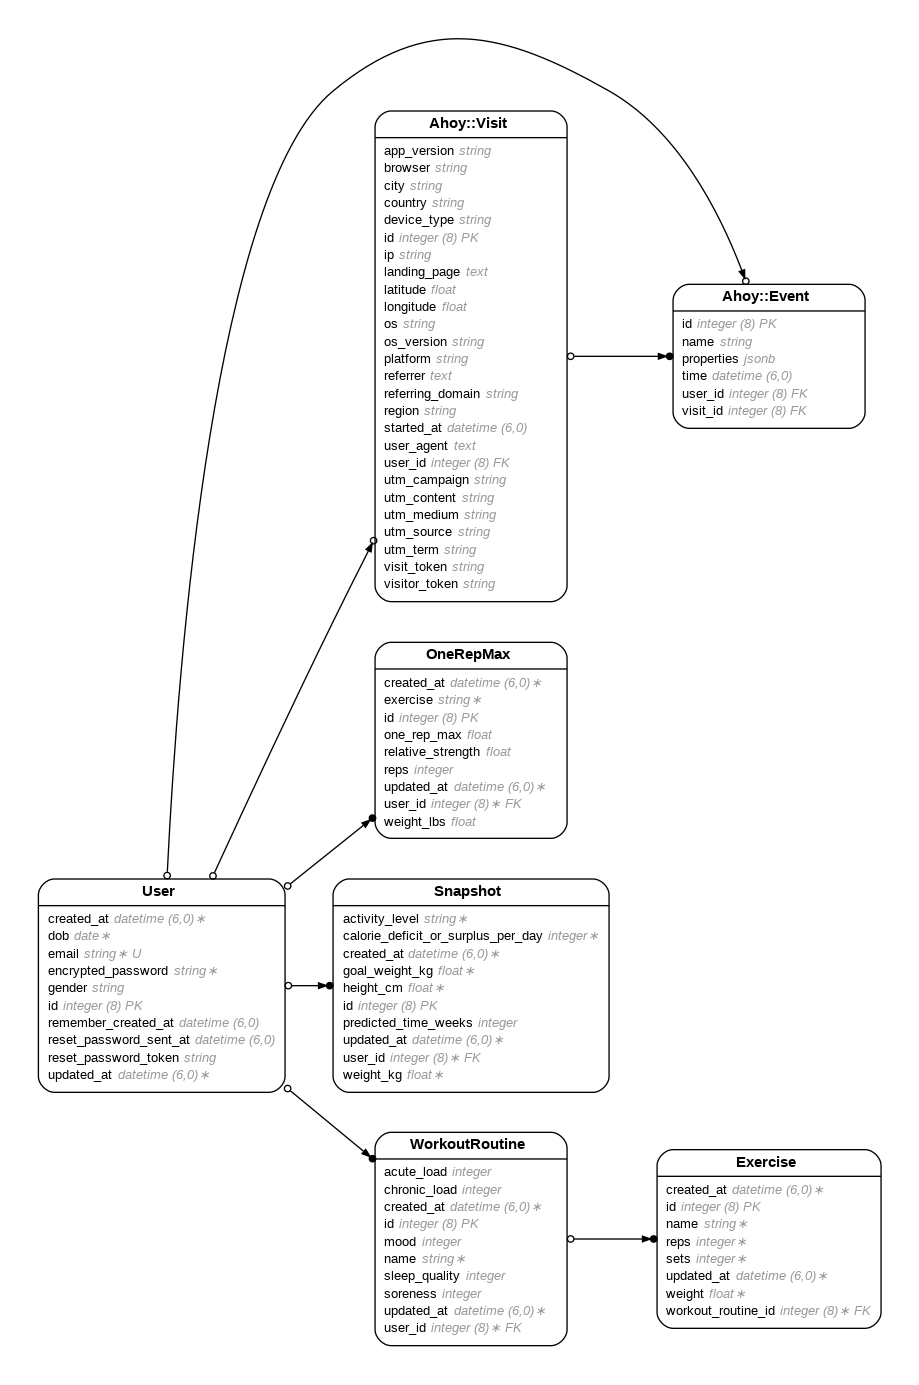 Ahoy::Visit
app_version string
browser string
city string
country string
device_type string
id integer (8) PK
ip string
landing_page text
latitude float
longitude float
os string
os_version string
platform string
referrer text
referring_domain string
region string
started_at datetime (6,0)
user_agent text
user_id integer (8) FK
utm_campaign string
utm_content string
utm_medium string
utm_source string
utm_term string
visit_token string
visitor_token string
Ahoy::Event
id integer (8) PK
name string
properties jsonb
time datetime (6,0)
user_id integer (8) FK
visit_id integer (8) FK
OneRepMax
created_at datetime (6,0)∗
exercise string∗
id integer (8) PK
one_rep_max float
relative_strength float
reps integer
updated_at datetime (6,0)∗
user_id integer (8)∗ FK
weight_lbs float
User
created_at datetime (6,0)∗
dob date∗
email string∗ U
encrypted_password string∗
gender string
id integer (8) PK
remember_created_at datetime (6,0)
reset_password_sent_at datetime (6,0)
reset_password_token string
updated_at datetime (6,0)∗
Snapshot
activity_level string∗
calorie_deficit_or_surplus_per_day integer∗
created_at datetime (6,0)∗
goal_weight_kg float∗
height_cm float∗
id integer (8) PK
predicted_time_weeks integer
updated_at datetime (6,0)∗
user_id integer (8)∗ FK
weight_kg float∗
WorkoutRoutine
acute_load integer
chronic_load integer
created_at datetime (6,0)∗
id integer (8) PK
mood integer
name string∗
sleep_quality integer
soreness integer
updated_at datetime (6,0)∗
user_id integer (8)∗ FK
Exercise
created_at datetime (6,0)∗
id integer (8) PK
name string∗
reps integer∗
sets integer∗
updated_at datetime (6,0)∗
weight float∗
workout_routine_id integer (8)∗ FK